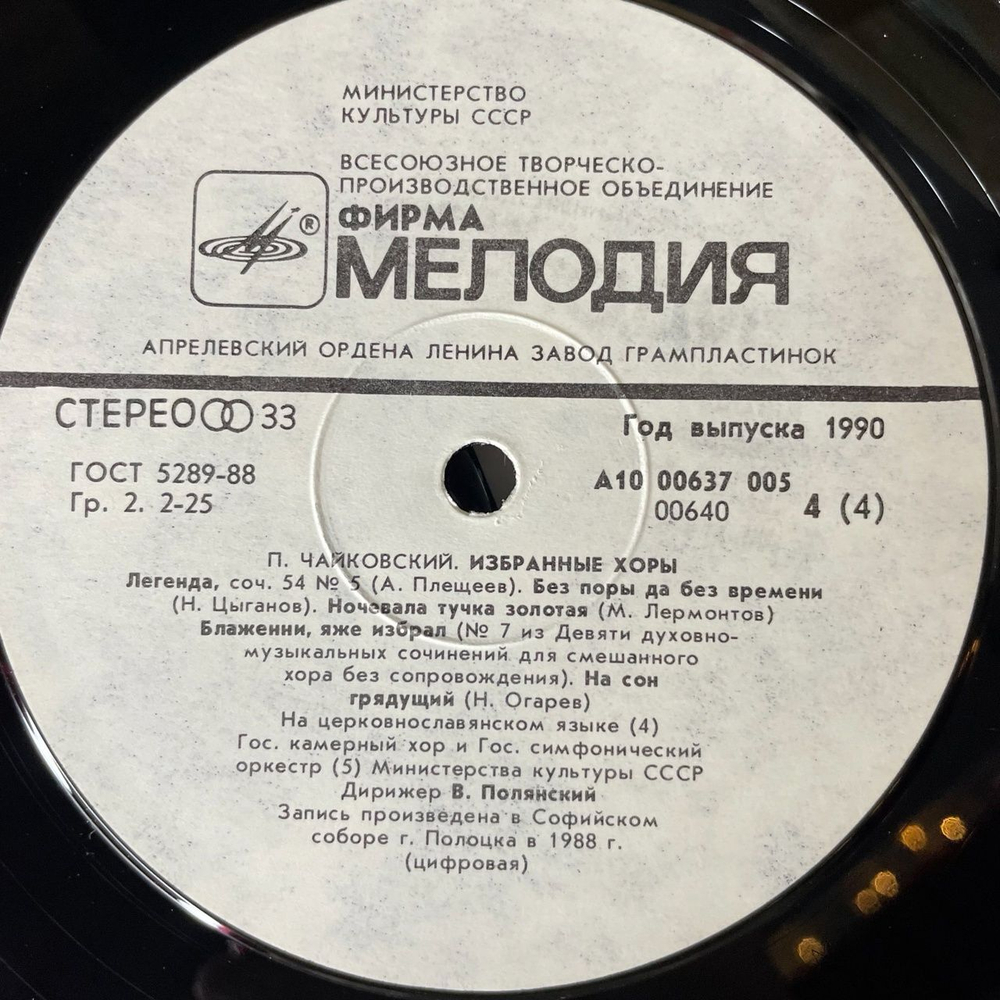 МИНИСТЕРСТВО
КУЛЬТУРЫ СССР
ВСЕСОЮЗНОЕ ТВОРЧЕСКО-
ПРОИЗВОДСТВЕННОЕ ОБЪЕДИНЕНИЕ
®
ФИРМА
МЕЛОДИЯ
АПРЕЛЕВСКИЙ ОРДЕНА ЛЕНИНА ЗАВОД ГРАМПЛАСТИНОК
СТЕРЕО 33
Год выпуска 1990
ГОСТ 5289-88
Гр. 2. 2-25
А10 00637 005
00640 4 (4)
П. ЧАЙКОВСКИЙ. ИЗБРАННЫЕ ХОРЫ
Легенда, соч. 54 № 5 (А. Плещеев). Без поры да без времени
(Н. Цыганов). Ночевала тучка золотая (М. Лермонтов)
Блаженни, яже избрал (№ 7 из Девяти духовно-
музыкальных сочинений для смешанного
хора без сопровождения). На сон
грядущий (Н. Огарев)
На церковнославянском языке (4)
Гос. камерный хор и Гос. симфонический
оркестр (5) Министерства культуры СССР
Дирижер В. Полянский
Запись произведена в Софийском
соборе г. Полоцка в 1988 г.
(цифровая)